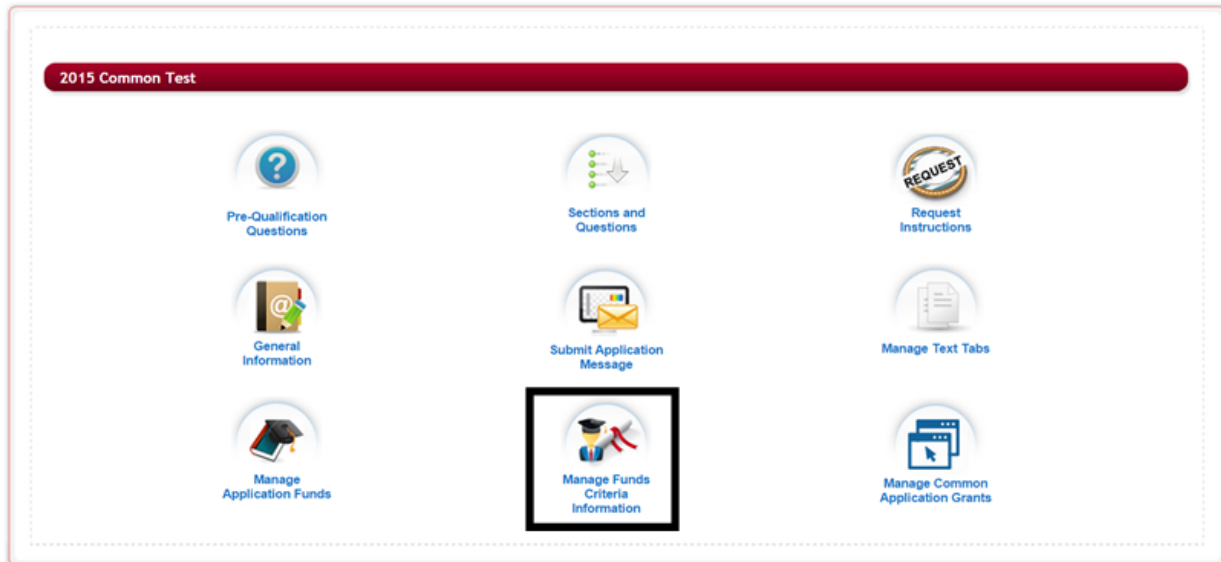 2015 Common Test
Pre-Qualification
Questions
Sections and
Questions
REQUEST
Request
Instructions
@
General
Information
Submit Application
Message
Manage Text Tabs
Manage
Application Funds
Manage Funds
Criteria
Information
Manage Common
Application Grants